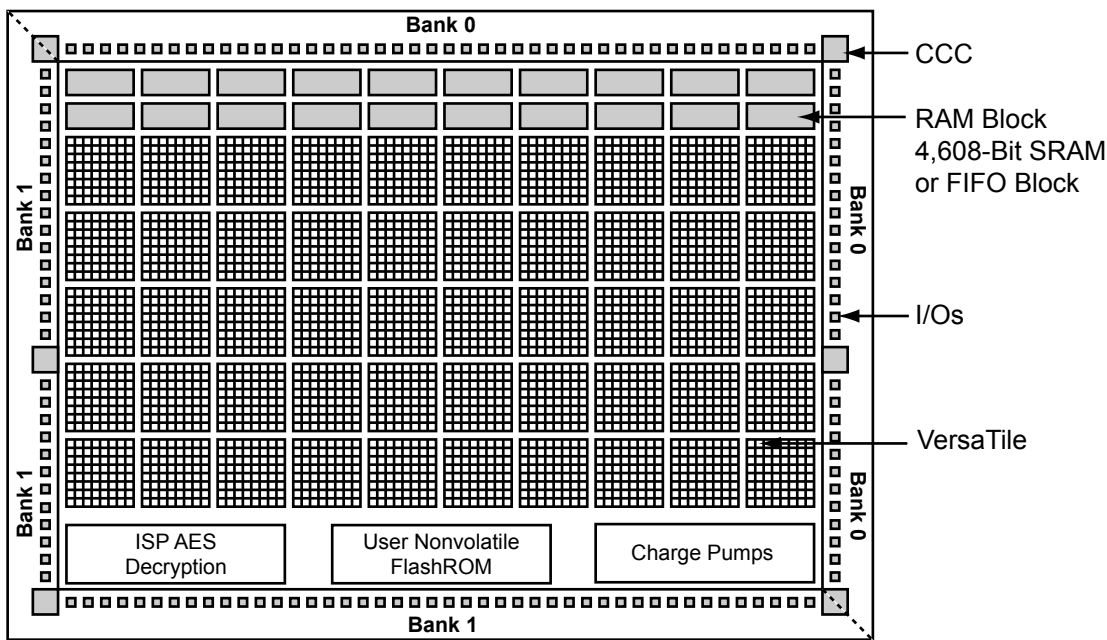 Bank 0
CCC
RAM Block
4,608-Bit SRAM
or FIFO Block
Bank 1
Bank 0
I/Os
VersaTile
Bank 1
Bank 0
ISP AES
Decryption
User Nonvolatile
FlashROM
Charge Pumps
Bank 1